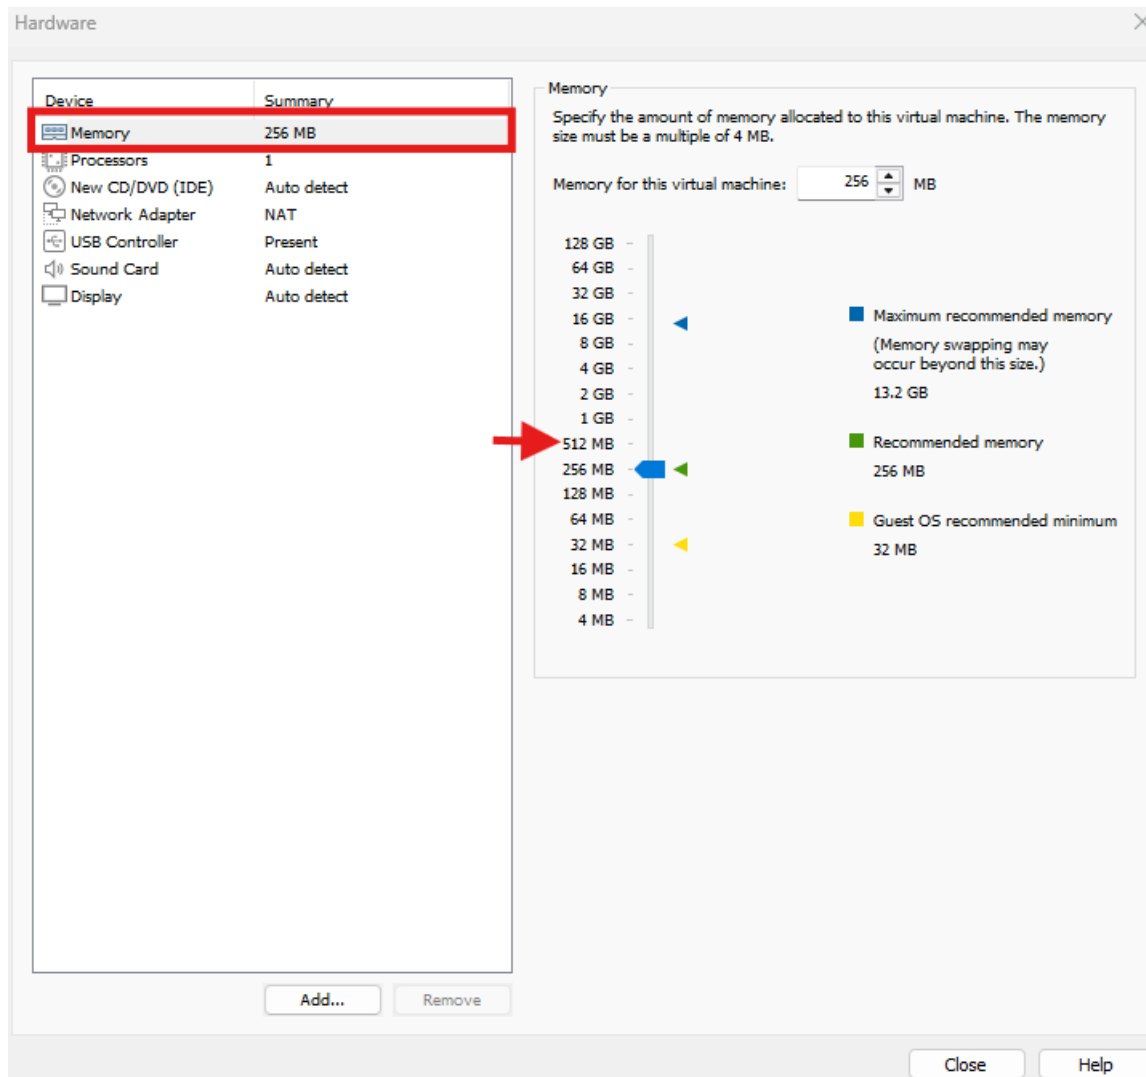 Hardware
Device Summary
Memory 256 MB
Processors 1
New CD/DVD (IDE) Auto detect
Network Adapter NAT
USB Controller Present
Sound Card Auto detect
Display Auto detect
Add... Remove
Memory
Specify the amount of memory allocated to this virtual machine. The memory
size must be a multiple of 4 MB.
Memory for this virtual machine: 256 MB
128 GB
64 GB
32 GB
16 GB
8 GB
4 GB
2 GB
1 GB
512 MB
256 MB
128 MB
64 MB
32 MB
16 MB
8 MB
4 MB
Maximum recommended memory
(Memory swapping may
occur beyond this size.)
13.2 GB
Recommended memory
256 MB
Guest OS recommended minimum
32 MB
Close Help